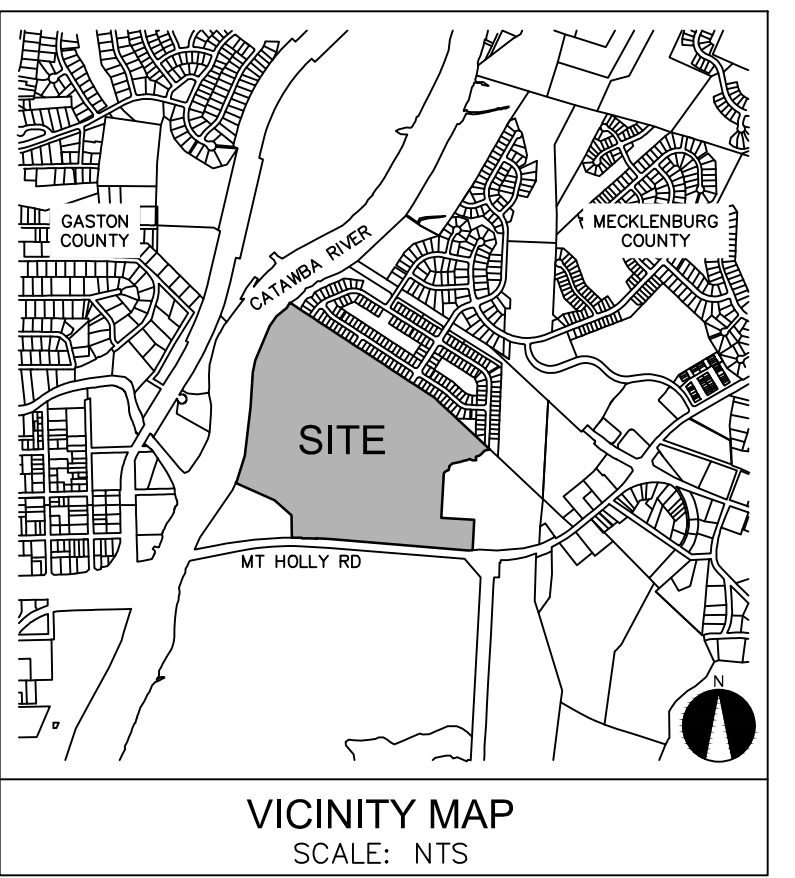 GASTON
COUNTY
MECKLENBURG
COUNTY
CATAWBA RIVER
SITE
MT HOLLY RD
N
VICINITY MAP
SCALE: NTS